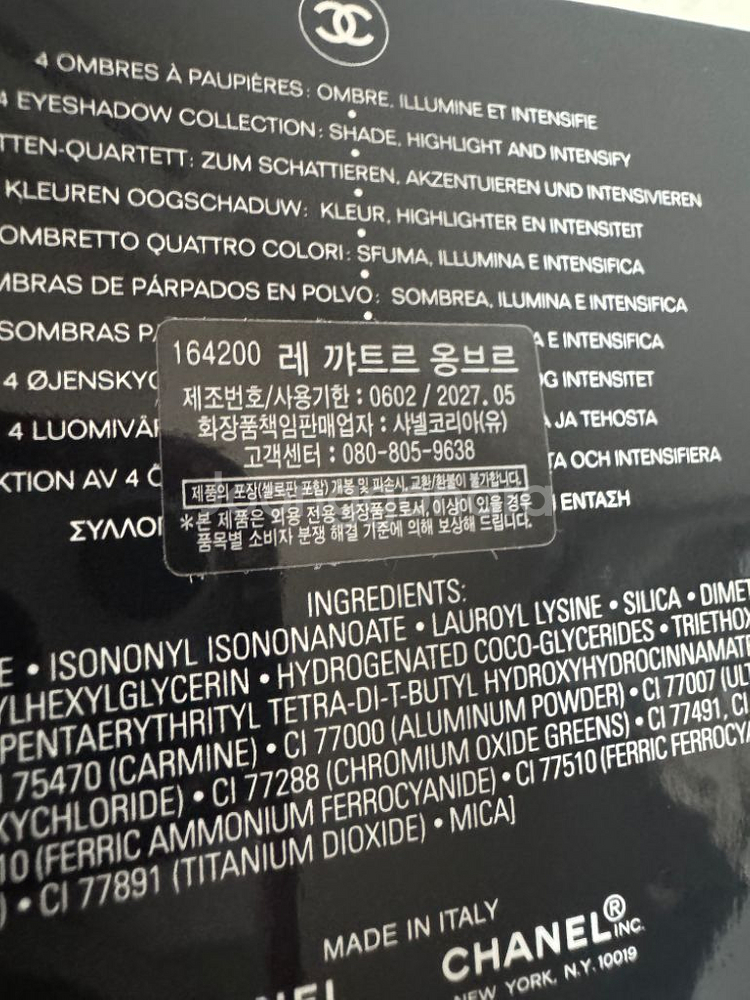 4 OMBRES À PAUPIÈRES: OMBRE, ILLUMINE ET INTENSIFIE
4 EYESHADOW COLLECTION: SHADE, HIGHLIGHT AND INTENSIFY
TTEN-QUARTETT: ZUM SCHATTIEREN, AKZENTUIEREN UND INTENSIVIEREN
KLEUREN OOGSCHADUW: KLEUR, HIGHLIGHTER EN INTENSITEIT
OMBRETTO QUATTRO COLORI: SFUMA, ILLUMINA E INTENSIFICA
MBRAS DE PÁRPADOS EN POLVO: SOMBREA, ILUMINA E INTENSIFICA
SOMBRAS PA A E INTENSIFICA
4 ØJENSKYG OG INTENSITET
4 LUOMIVÄR JA TEHOSTA
KTION AV 4 Ö TA OCH INTENSIFIERA
ΣΥΛΛΟΓ ΕΝΤΑΣΗ
164200 레 꺄트르 옹브르
제조번호/사용기한 : 0602 / 2027.05
화장품책임판매업자 : 샤넬코리아(유)
고객센터 : 080-805-9638
제품의 포장(셀로판 포함) 개봉 및 파손시, 교환/환불이 불가합니다.
*본 제품은 외용 전용 화장품으로서, 이상이 있을 경우
품목별 소비자 분쟁 해결 기준에 의해 보상해 드립니다.
INGREDIENTS:
E • ISONONYL ISONONANOATE • LAUROYL LYSINE • SILICA • DIMET
YLHEXYLGLYCERIN • HYDROGENATED COCO-GLYCERIDES • TRIETHOX
PENTAERYTHRITYL TETRA-DI-T-BUTYL HYDROXYHYDROCINNAMATE
I 75470 (CARMINE) • CI 77000 (ALUMINUM POWDER) • CI 77007 (UL
XYCHLORIDE) • CI 77288 (CHROMIUM OXIDE GREENS) • CI 77491, CI
10 (FERRIC AMMONIUM FERROCYANIDE) • CI 77510 (FERRIC FERROCYA
) • CI 77891 (TITANIUM DIOXIDE) • MICA]
MADE IN ITALY
CHANEL® INC.
NEW YORK, N.Y. 10019
NEL